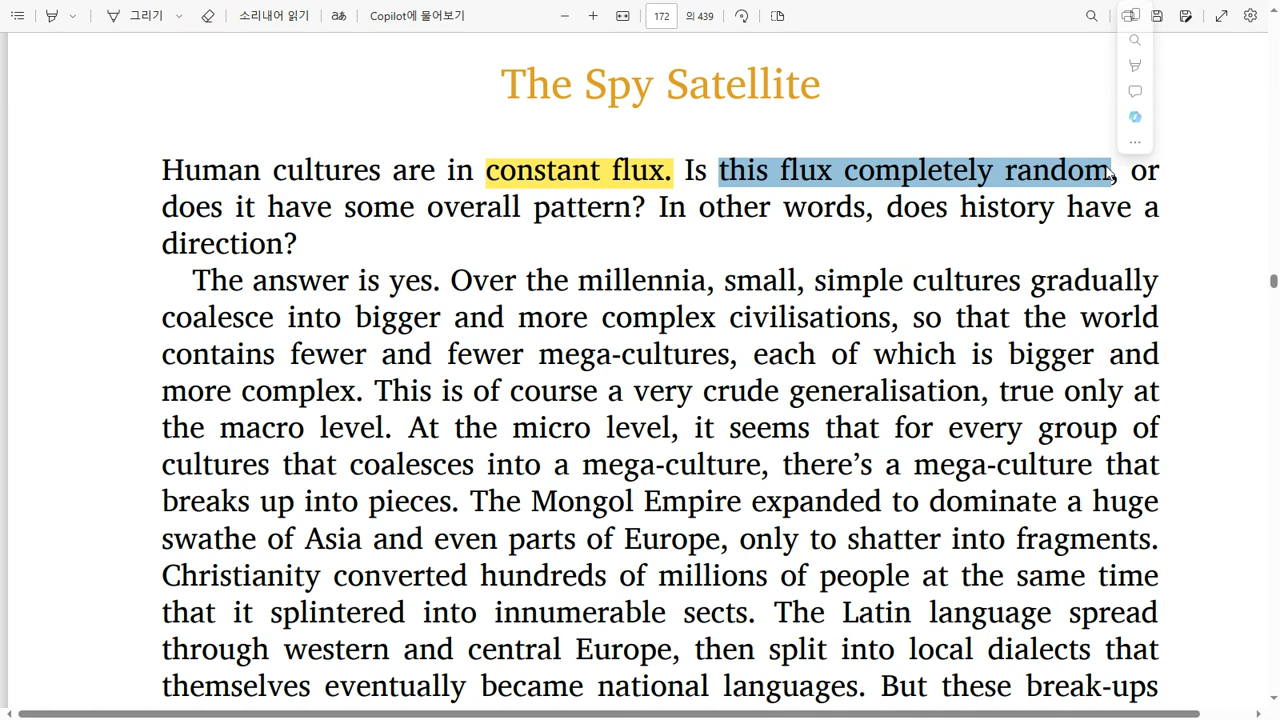 그리기 소리내어 읽기 aあ Copilot에 물어보기 172 의 439
The Spy Satellite
Human cultures are in constant flux. Is this flux completely random, or
does it have some overall pattern? In other words, does history have a
direction?
The answer is yes. Over the millennia, small, simple cultures gradually
coalesce into bigger and more complex civilisations, so that the world
contains fewer and fewer mega-cultures, each of which is bigger and
more complex. This is of course a very crude generalisation, true only at
the macro level. At the micro level, it seems that for every group of
cultures that coalesces into a mega-culture, there’s a mega-culture that
breaks up into pieces. The Mongol Empire expanded to dominate a huge
swathe of Asia and even parts of Europe, only to shatter into fragments.
Christianity converted hundreds of millions of people at the same time
that it splintered into innumerable sects. The Latin language spread
through western and central Europe, then split into local dialects that
themselves eventually became national languages. But these break-ups